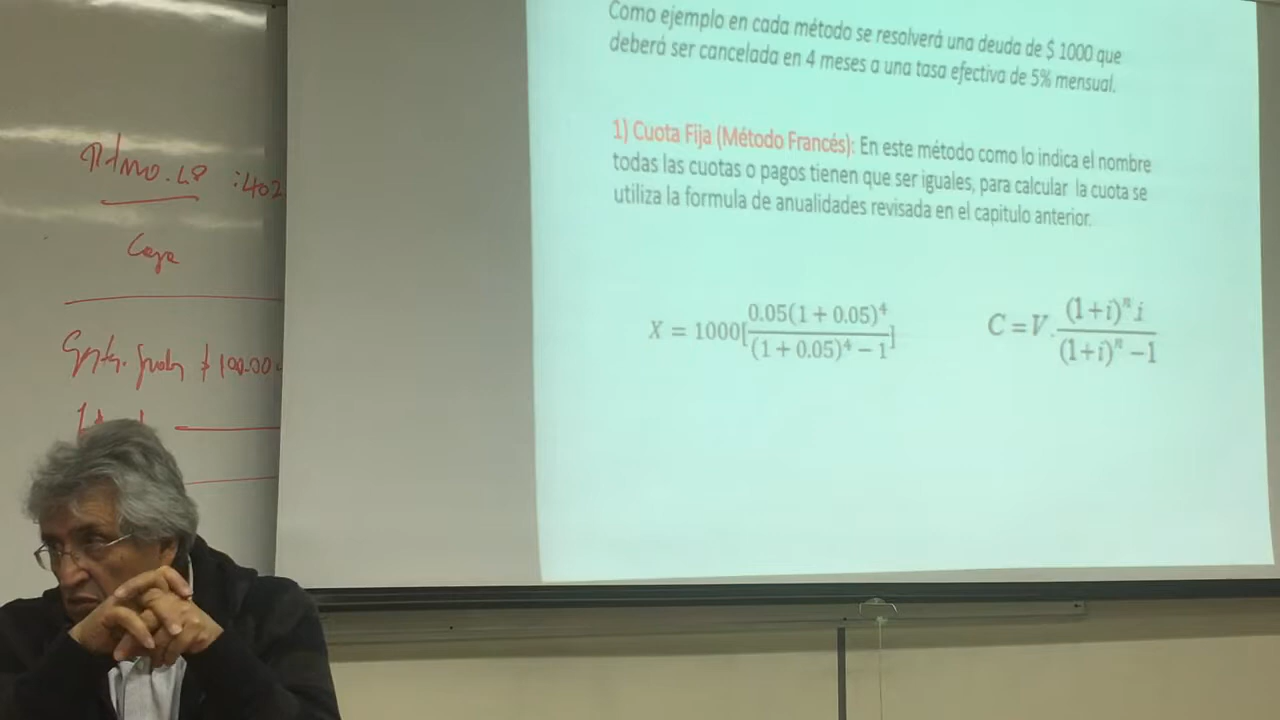 Como ejemplo en cada método se resolverá una deuda de $ 1000 que
deberá ser cancelada en 4 meses a una tasa efectiva de 5% mensual.
1) Cuota Fija (Método Francés): En este método como lo indica el nombre
todas las cuotas o pagos tienen que ser iguales, para calcular la cuota se
utiliza la formula de anualidades revisada en el capitulo anterior.
X = 1000[0.05(1 + 0.05)⁴ / (1 + 0.05)⁴ − 1]
C = V. (1+i)ⁿ.i / (1+i)ⁿ −1
:402
$ 100.00